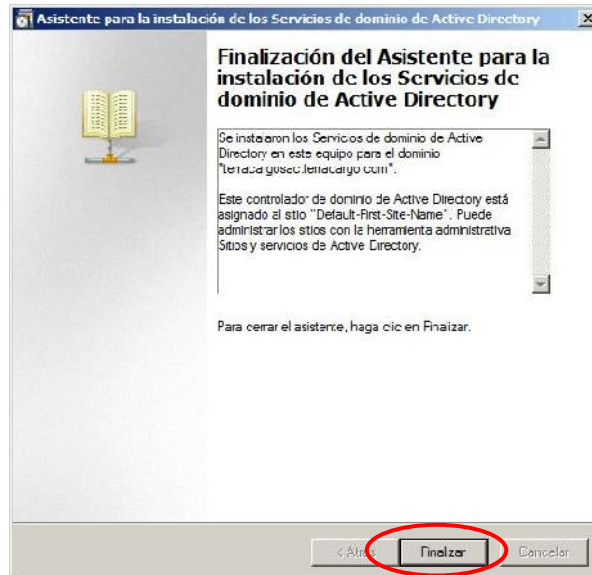 Asistente para la instalación de los Servicios de dominio de Active Directory
Finalización del Asistente para la
instalación de los Servicios de
dominio de Active Directory
Se instalaron los Servicios de dominio de Active
Directory en este equipo para el dominio
Este controlador de dominio de Active Directory está
asignado al sitio "Default-First-Site-Name". Puede
administrar los sitios con la herramienta administrativa
Sitios y servicios de Active Directory.
Para cerrar el asistente, haga clic en Finalizar.
< Atrás
Finalizar
Cancelar